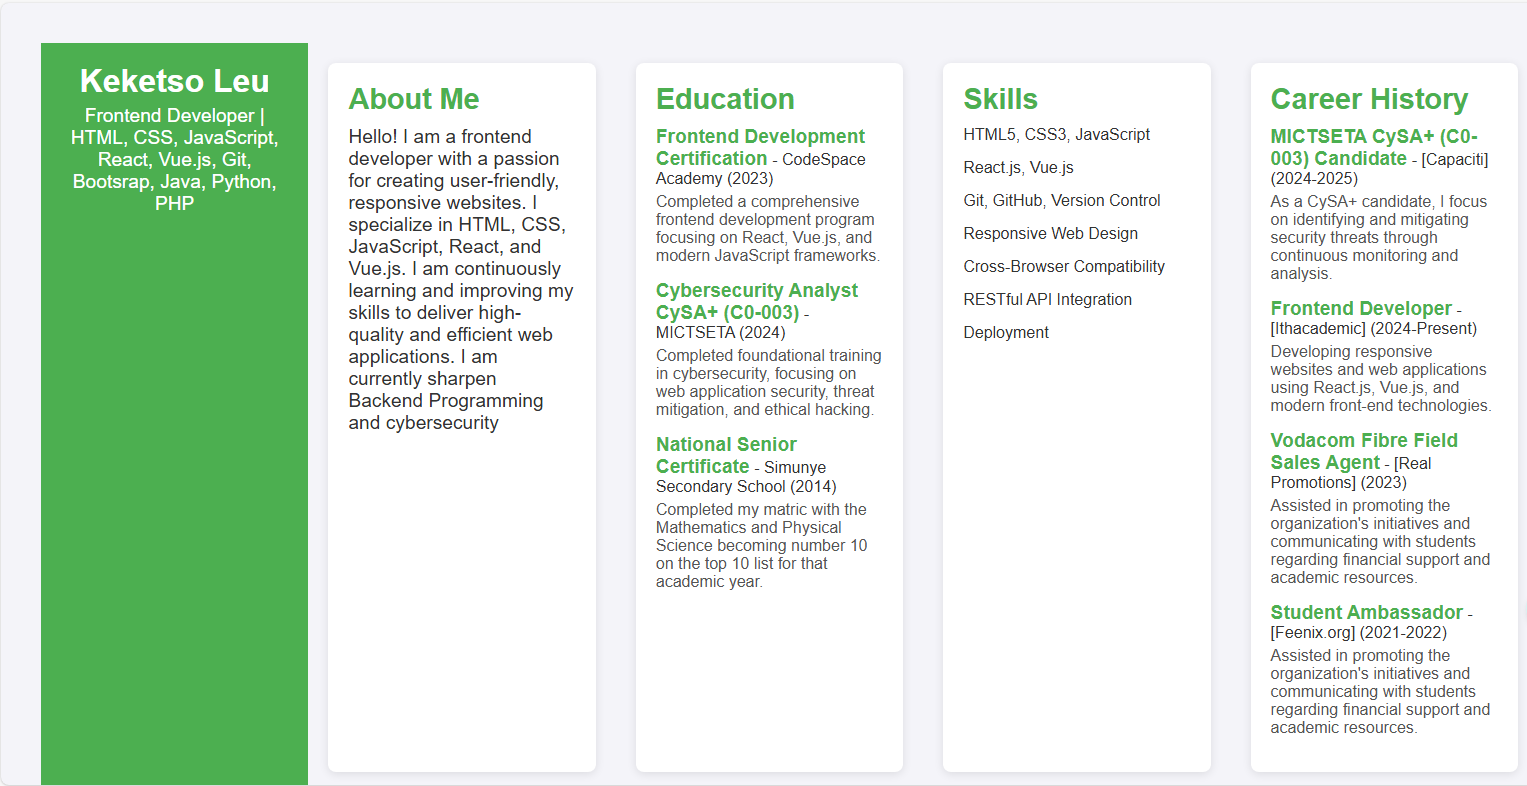 Keketso Leu
Frontend Developer |
HTML, CSS, JavaScript,
React, Vue.js, Git,
Bootsrap, Java, Python,
PHP
About Me
Hello! I am a frontend
developer with a passion
for creating user-friendly,
responsive websites. I
specialize in HTML, CSS,
JavaScript, React, and
Vue.js. I am continuously
learning and improving my
skills to deliver high-
quality and efficient web
applications. I am
currently sharpen
Backend Programming
and cybersecurity
Education
Frontend Development
Certification - CodeSpace
Academy (2023)
Completed a comprehensive
frontend development program
focusing on React, Vue.js, and
modern JavaScript frameworks.
Cybersecurity Analyst
CySA+ (C0-003) -
MICTSETA (2024)
Completed foundational training
in cybersecurity, focusing on
web application security, threat
mitigation, and ethical hacking.
National Senior
Certificate - Simunye
Secondary School (2014)
Completed my matric with the
Mathematics and Physical
Science becoming number 10
on the top 10 list for that
academic year.
Skills
HTML5, CSS3, JavaScript
React.js, Vue.js
Git, GitHub, Version Control
Responsive Web Design
Cross-Browser Compatibility
RESTful API Integration
Deployment
Career History
MICTSETA CySA+ (C0-
003) Candidate - [Capaciti]
(2024-2025)
As a CySA+ candidate, I focus
on identifying and mitigating
security threats through
continuous monitoring and
analysis.
Frontend Developer -
[Ithacademic] (2024-Present)
Developing responsive
websites and web applications
using React.js, Vue.js, and
modern front-end technologies.
Vodacom Fibre Field
Sales Agent - [Real
Promotions] (2023)
Assisted in promoting the
organization's initiatives and
communicating with students
regarding financial support and
academic resources.
Student Ambassador -
[Feenix.org] (2021-2022)
Assisted in promoting the
organization's initiatives and
communicating with students
regarding financial support and
academic resources.